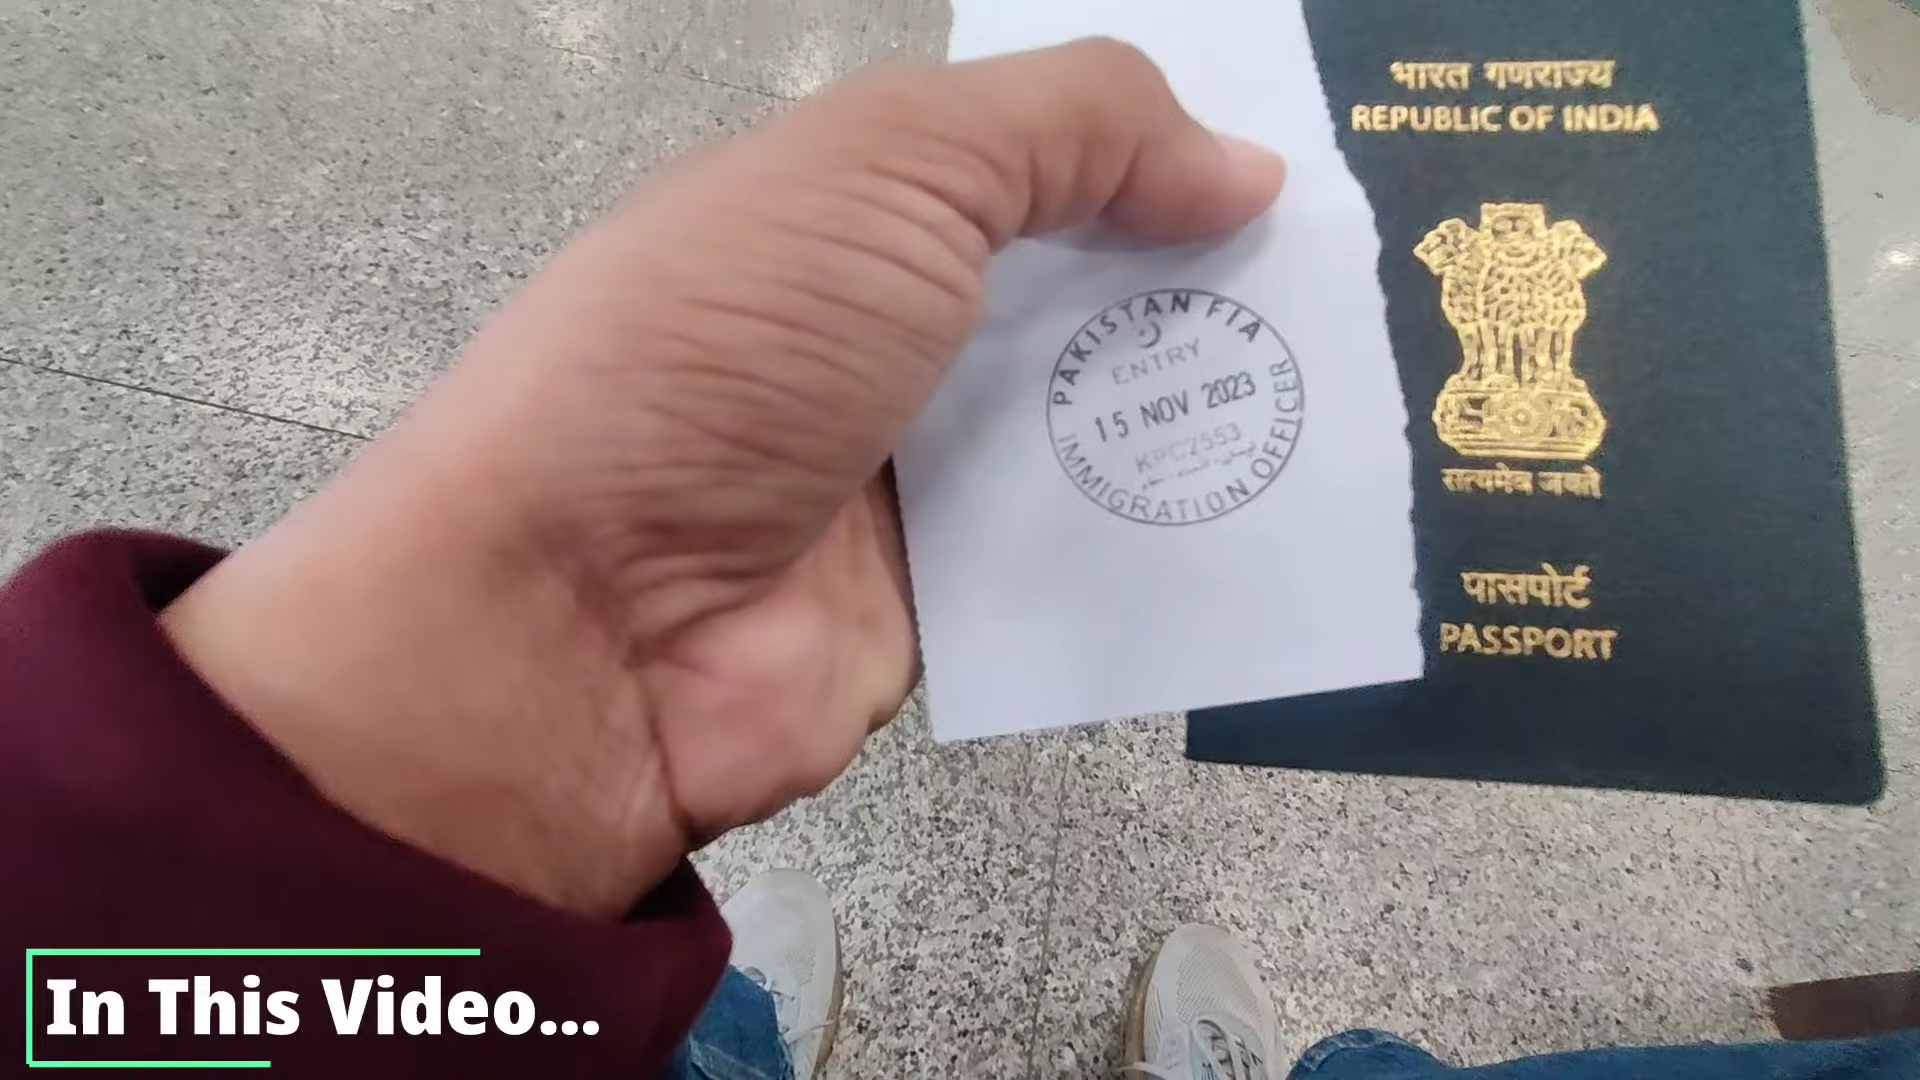 भारत गणराज्य
REPUBLIC OF INDIA
सत्यमेव जयते
पासपोर्ट
PASSPORT
PAKISTAN FIA
ENTRY
15 NOV 2023
KPC2553
IMMIGRATION OFFICER
In This Video...